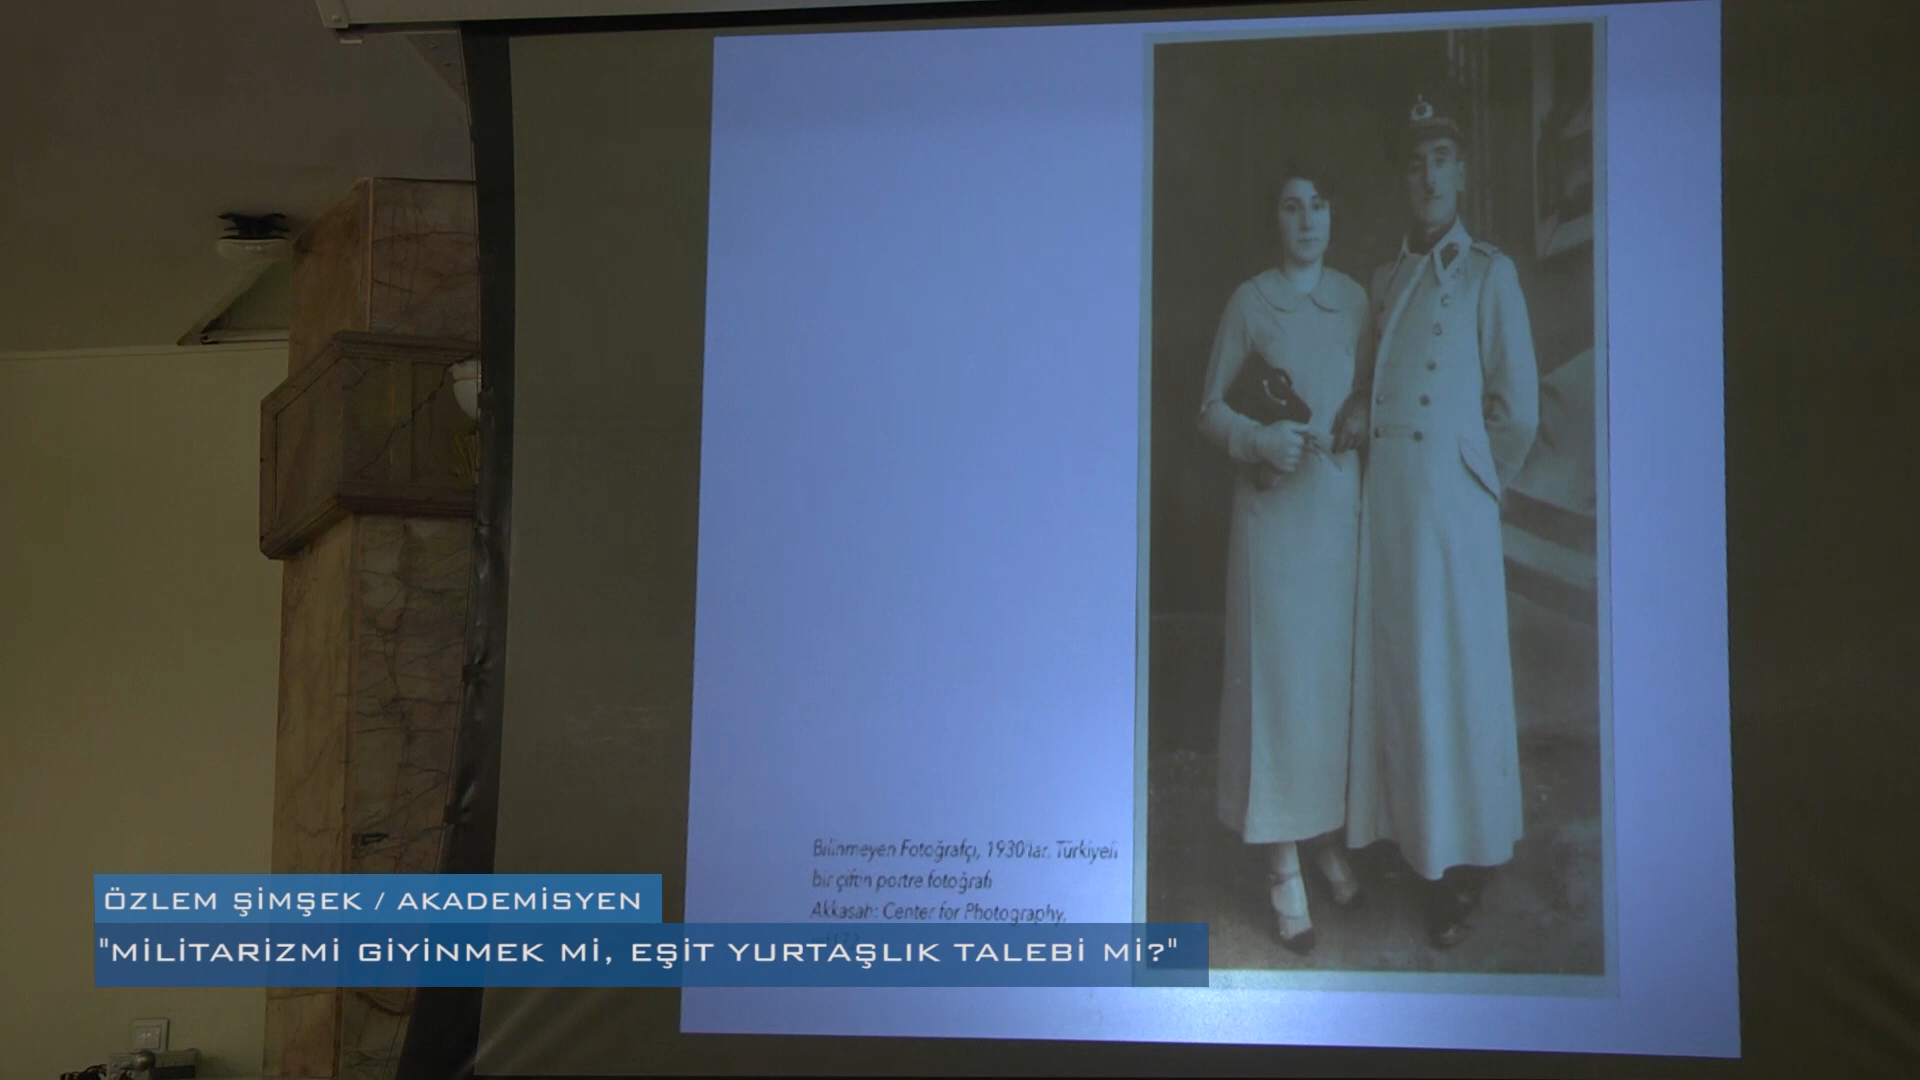 Bilinmeyen Fotoğrafçı, 1930'lar, Türkiyeli
bir çiftin portre fotoğrafı
Akkasah: Center for Photography,
ÖZLEM ŞİMŞEK / AKADEMİSYEN
"MİLİTARİZMİ GİYİNMEK Mİ, EŞİT YURTAŞLIK TALEBİ Mİ?"